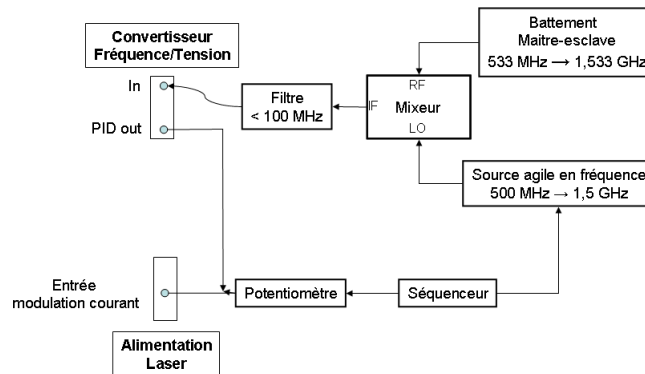 Convertisseur
Fréquence/Tension
In
PID out
Filtre
< 100 MHz
RF
IF
Mixeur
LO
Battement
Maitre-esclave
533 MHz → 1,533 GHz
Source agile en fréquence
500 MHz → 1,5 GHz
Entrée
modulation courant
Potentiomètre
Séquenceur
Alimentation
Laser